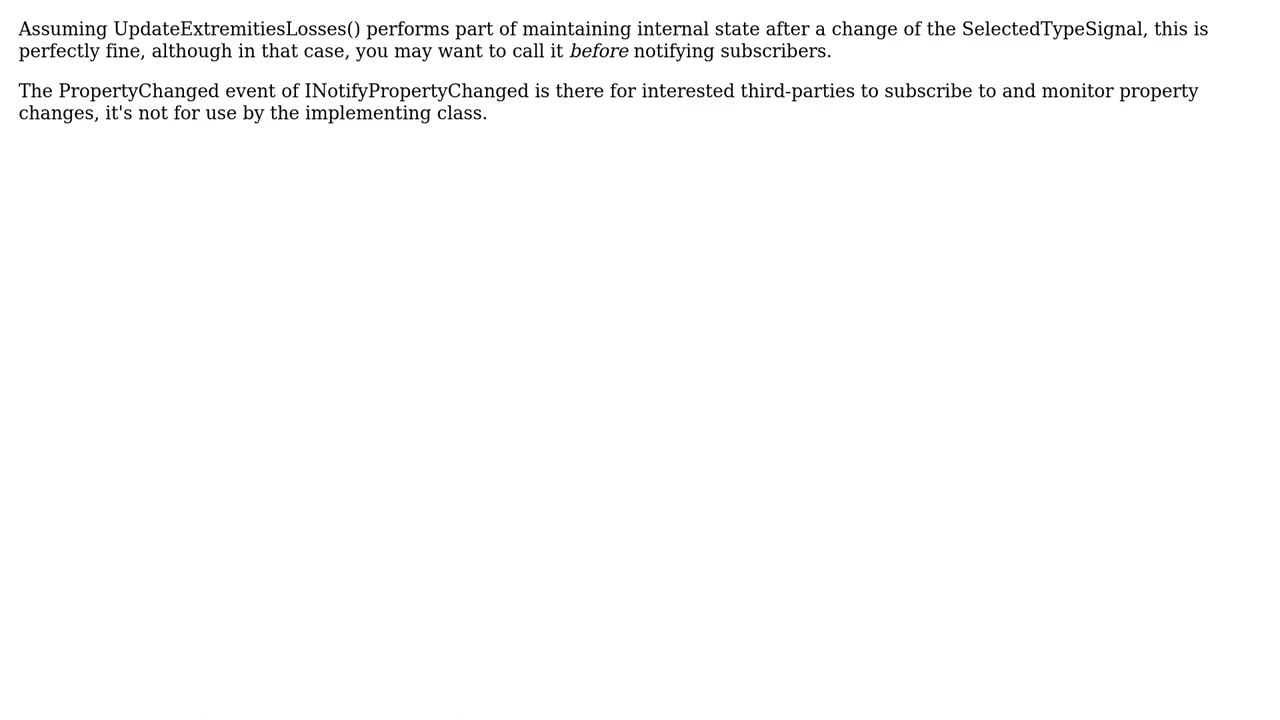 Assuming UpdateExtremitiesLosses() performs part of maintaining internal state after a change of the SelectedTypeSignal, this is
perfectly fine, although in that case, you may want to call it before notifying subscribers.
The PropertyChanged event of INotifyPropertyChanged is there for interested third-parties to subscribe to and monitor property
changes, it's not for use by the implementing class.